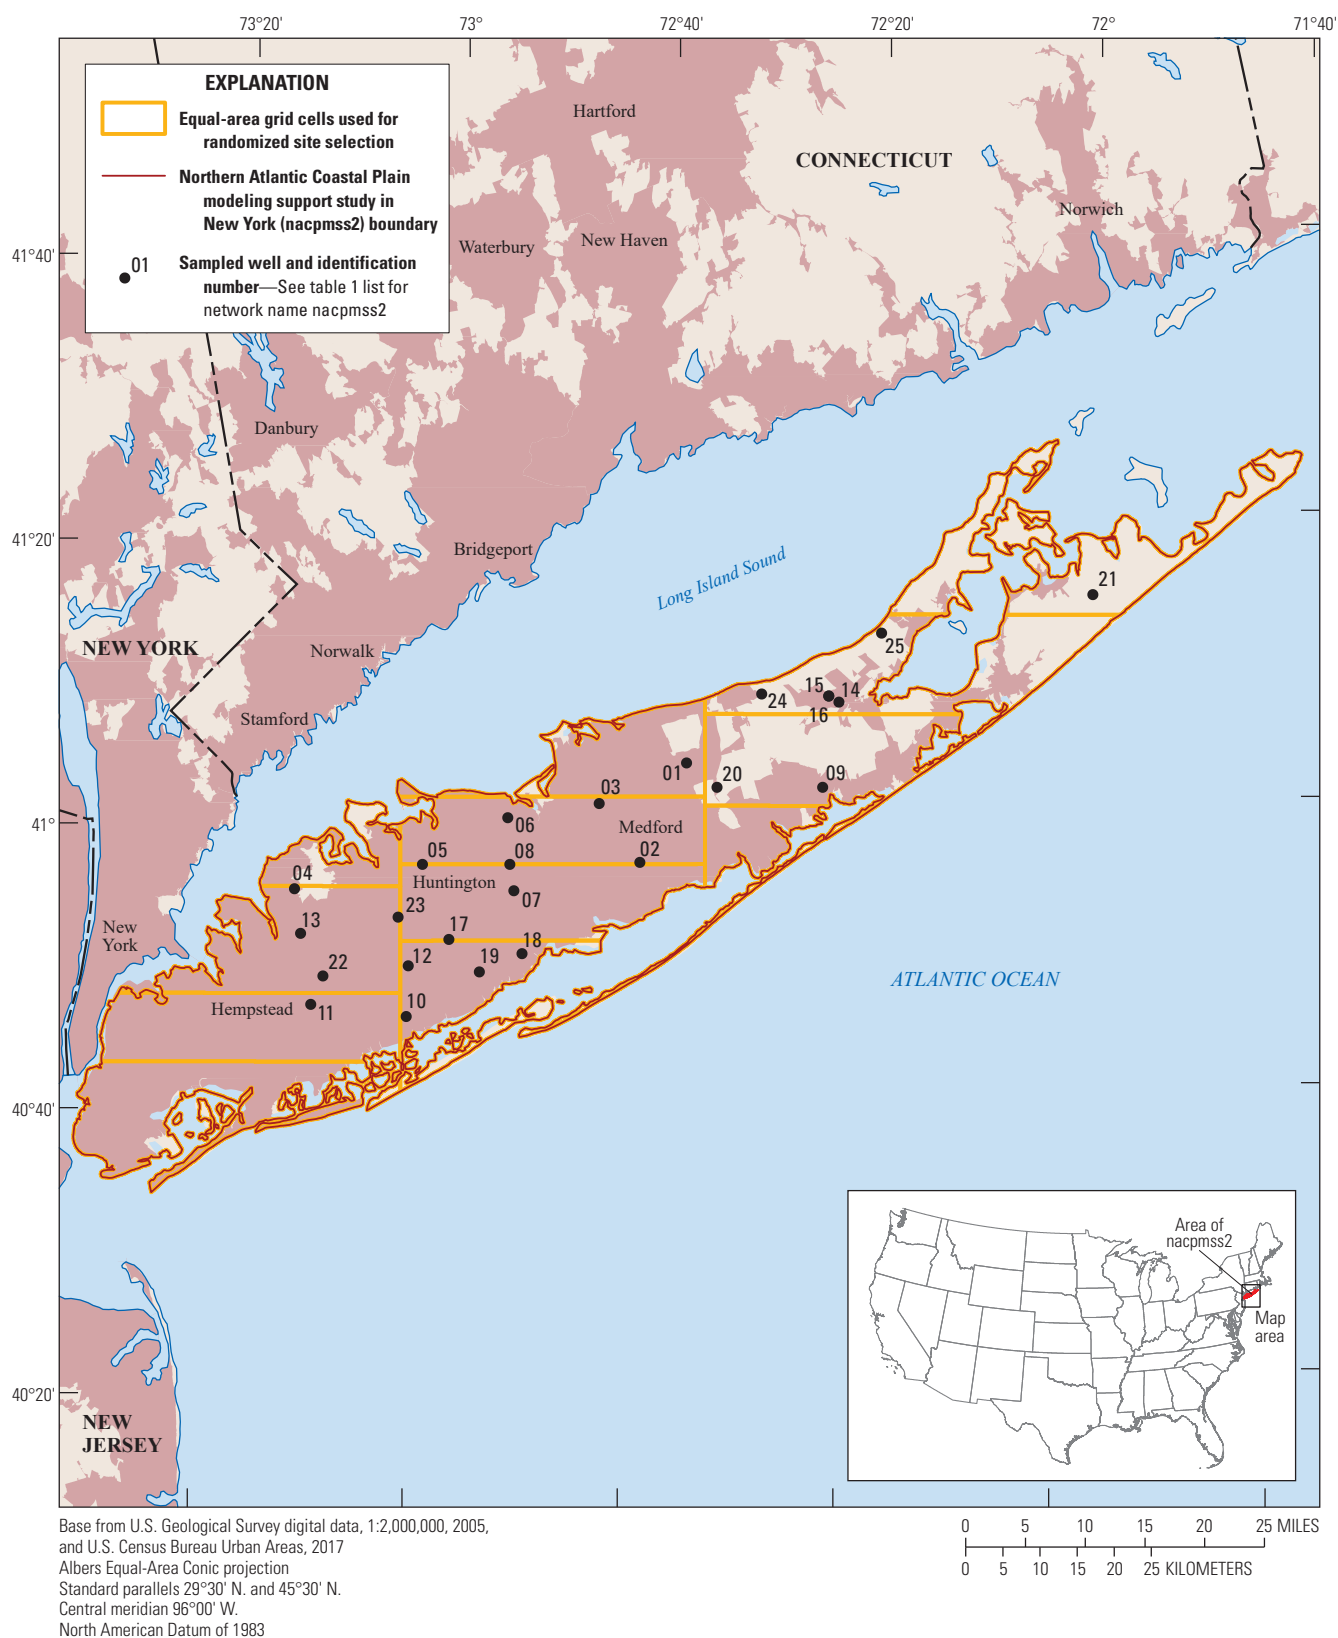 73°20'
73°
72°40'
72°20'
72°
71°40'
EXPLANATION
Equal-area grid cells used for
randomized site selection
Northern Atlantic Coastal Plain
modeling support study in
New York (nacpmss2) boundary
01
Sampled well and identification
number—See table 1 list for
network name nacpmss2
Hartford
CONNECTICUT
Norwich
Waterbury
New Haven
41°40'
Danbury
41°20'
Bridgeport
Long Island Sound
21
NEW YORK
Norwalk
25
Stamford
24
15
14
16
01
20
09
03
41°
06
Medford
05
08
02
04
Huntington
07
23
13
New
York
17
18
12
19
22
ATLANTIC OCEAN
Hempstead
11
10
40°40'
Area of
nacpmss2
Map
area
40°20'
NEW
JERSEY
Base from U.S. Geological Survey digital data, 1:2,000,000, 2005,
and U.S. Census Bureau Urban Areas, 2017
Albers Equal-Area Conic projection
Standard parallels 29°30' N. and 45°30' N.
Central meridian 96°00' W.
North American Datum of 1983
0 5 10 15 20 25 MILES
0 5 10 15 20 25 KILOMETERS